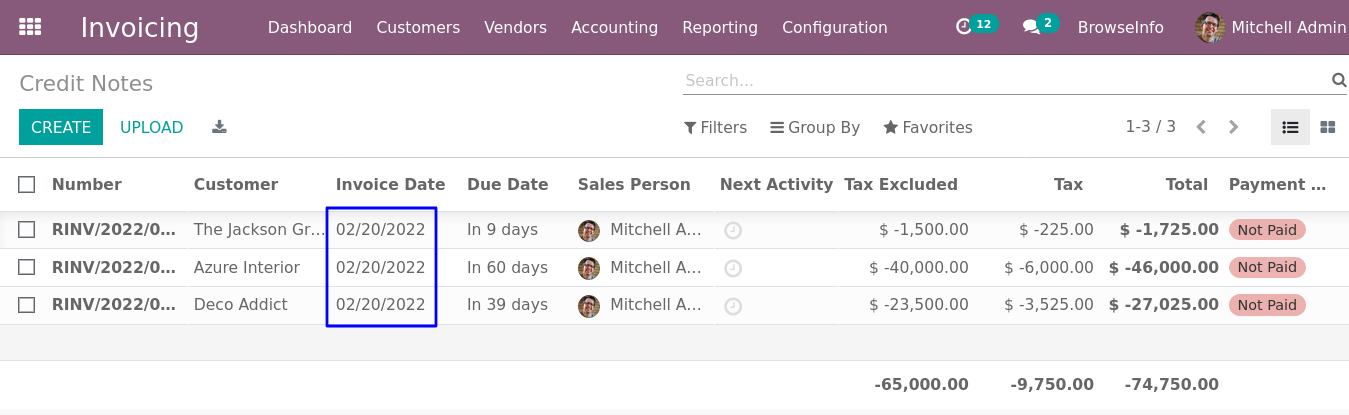 Invoicing Dashboard Customers Vendors Accounting Reporting Configuration 12 2 BrowseInfo Mitchell Admin
Credit Notes Search...
CREATE UPLOAD Filters Group By Favorites 1-3 / 3
Number Customer Invoice Date Due Date Sales Person Next Activity Tax Excluded Tax Total Payment ...
RINV/2022/0... The Jackson Gr... 02/20/2022 In 9 days Mitchell A... $ -1,500.00 $ -225.00 $ -1,725.00 Not Paid
RINV/2022/0... Azure Interior 02/20/2022 In 60 days Mitchell A... $ -40,000.00 $ -6,000.00 $ -46,000.00 Not Paid
RINV/2022/0... Deco Addict 02/20/2022 In 39 days Mitchell A... $ -23,500.00 $ -3,525.00 $ -27,025.00 Not Paid
-65,000.00 -9,750.00 -74,750.00